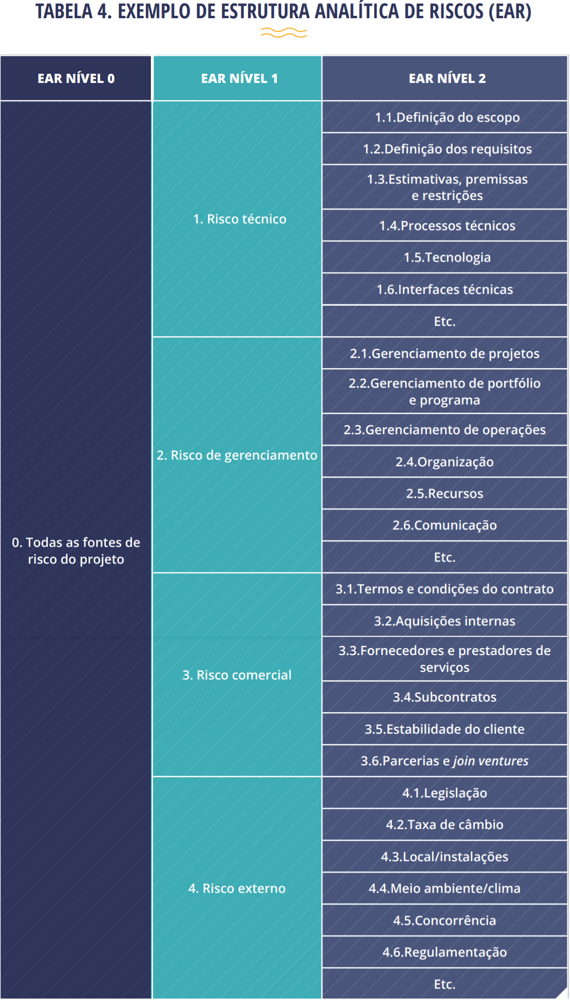 TABELA 4. EXEMPLO DE ESTRUTURA ANALÍTICA DE RISCOS (EAR)
EAR NÍVEL 0
EAR NÍVEL 1
EAR NÍVEL 2
0. Todas as fontes de
risco do projeto
1. Risco técnico
1.1.Definição do escopo
1.2.Definição dos requisitos
1.3.Estimativas, premissas
e restrições
1.4.Processos técnicos
1.5.Tecnologia
1.6.Interfaces técnicas
Etc.
2. Risco de gerenciamento
2.1.Gerenciamento de projetos
2.2.Gerenciamento de portfólio
e programa
2.3.Gerenciamento de operações
2.4.Organização
2.5.Recursos
2.6.Comunicação
Etc.
3. Risco comercial
3.1.Termos e condições do contrato
3.2.Aquisições internas
3.3.Fornecedores e prestadores de
serviços
3.4.Subcontratos
3.5.Estabilidade do cliente
3.6.Parcerias e join ventures
4. Risco externo
4.1.Legislação
4.2.Taxa de câmbio
4.3.Local/instalações
4.4.Meio ambiente/clima
4.5.Concorrência
4.6.Regulamentação
Etc.